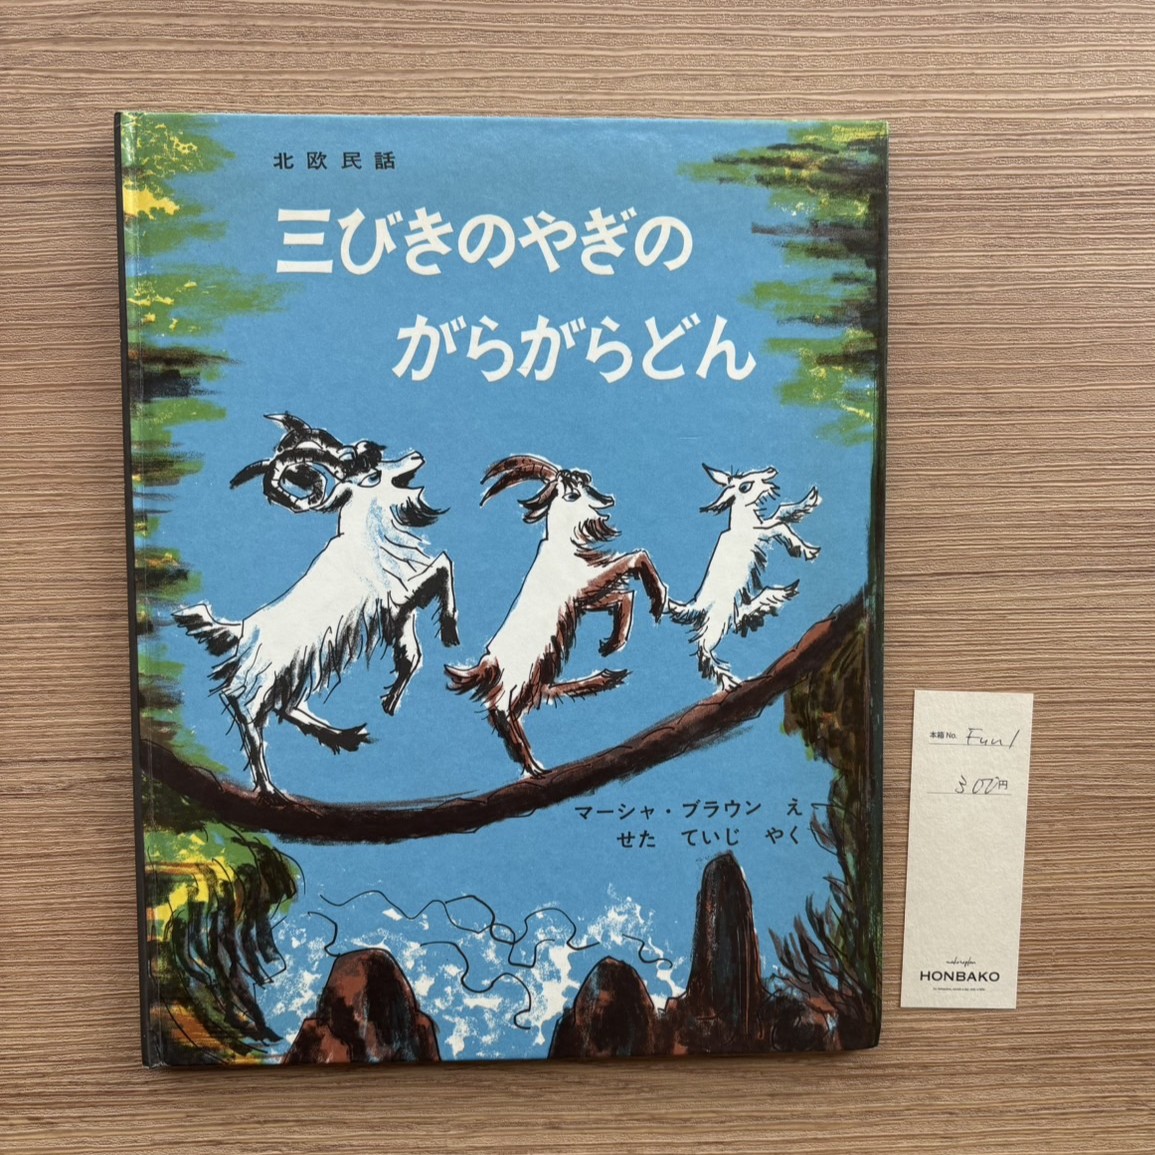 北欧民話
三びきのやぎの
がらがらどん
マーシャ・ブラウン え
せた ていじ やく
本箱 No. Fun1
300円
HONBAKO